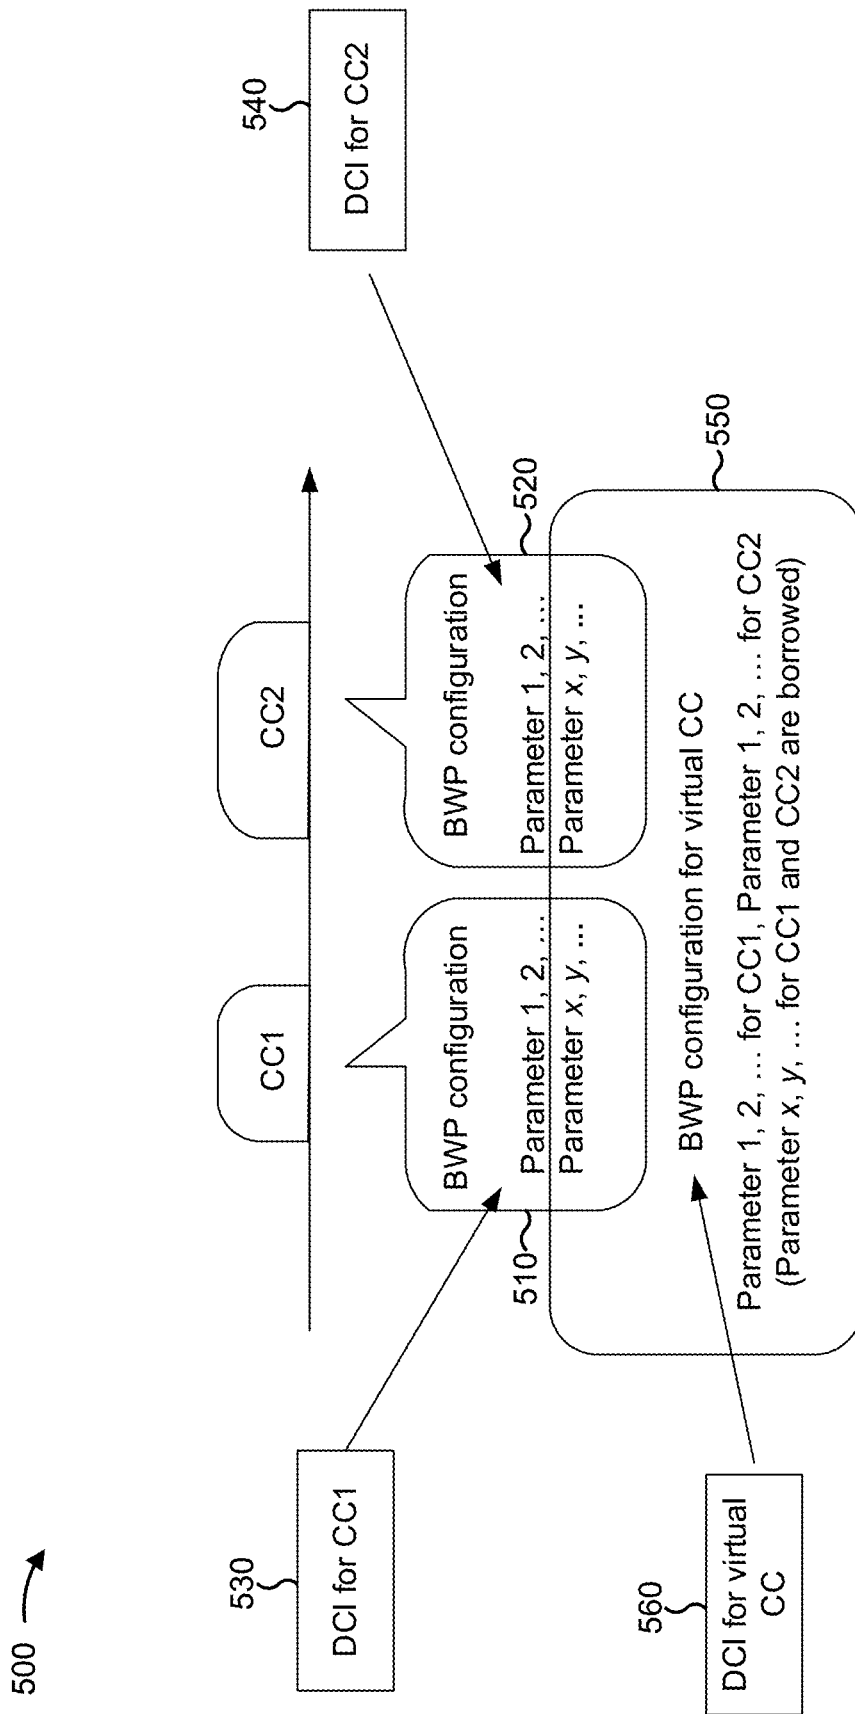 500
CC1
CC2
530
DCI for CC1
540
DCI for CC2
510
BWP configuration
Parameter 1, 2, ...
Parameter x, y, ...
520
BWP configuration
Parameter 1, 2, ...
Parameter x, y, ...
550
BWP configuration for virtual CC
Parameter 1, 2, ... for CC1, Parameter 1, 2, ... for CC2
(Parameter x, y, ... for CC1 and CC2 are borrowed)
560
DCI for virtual
CC